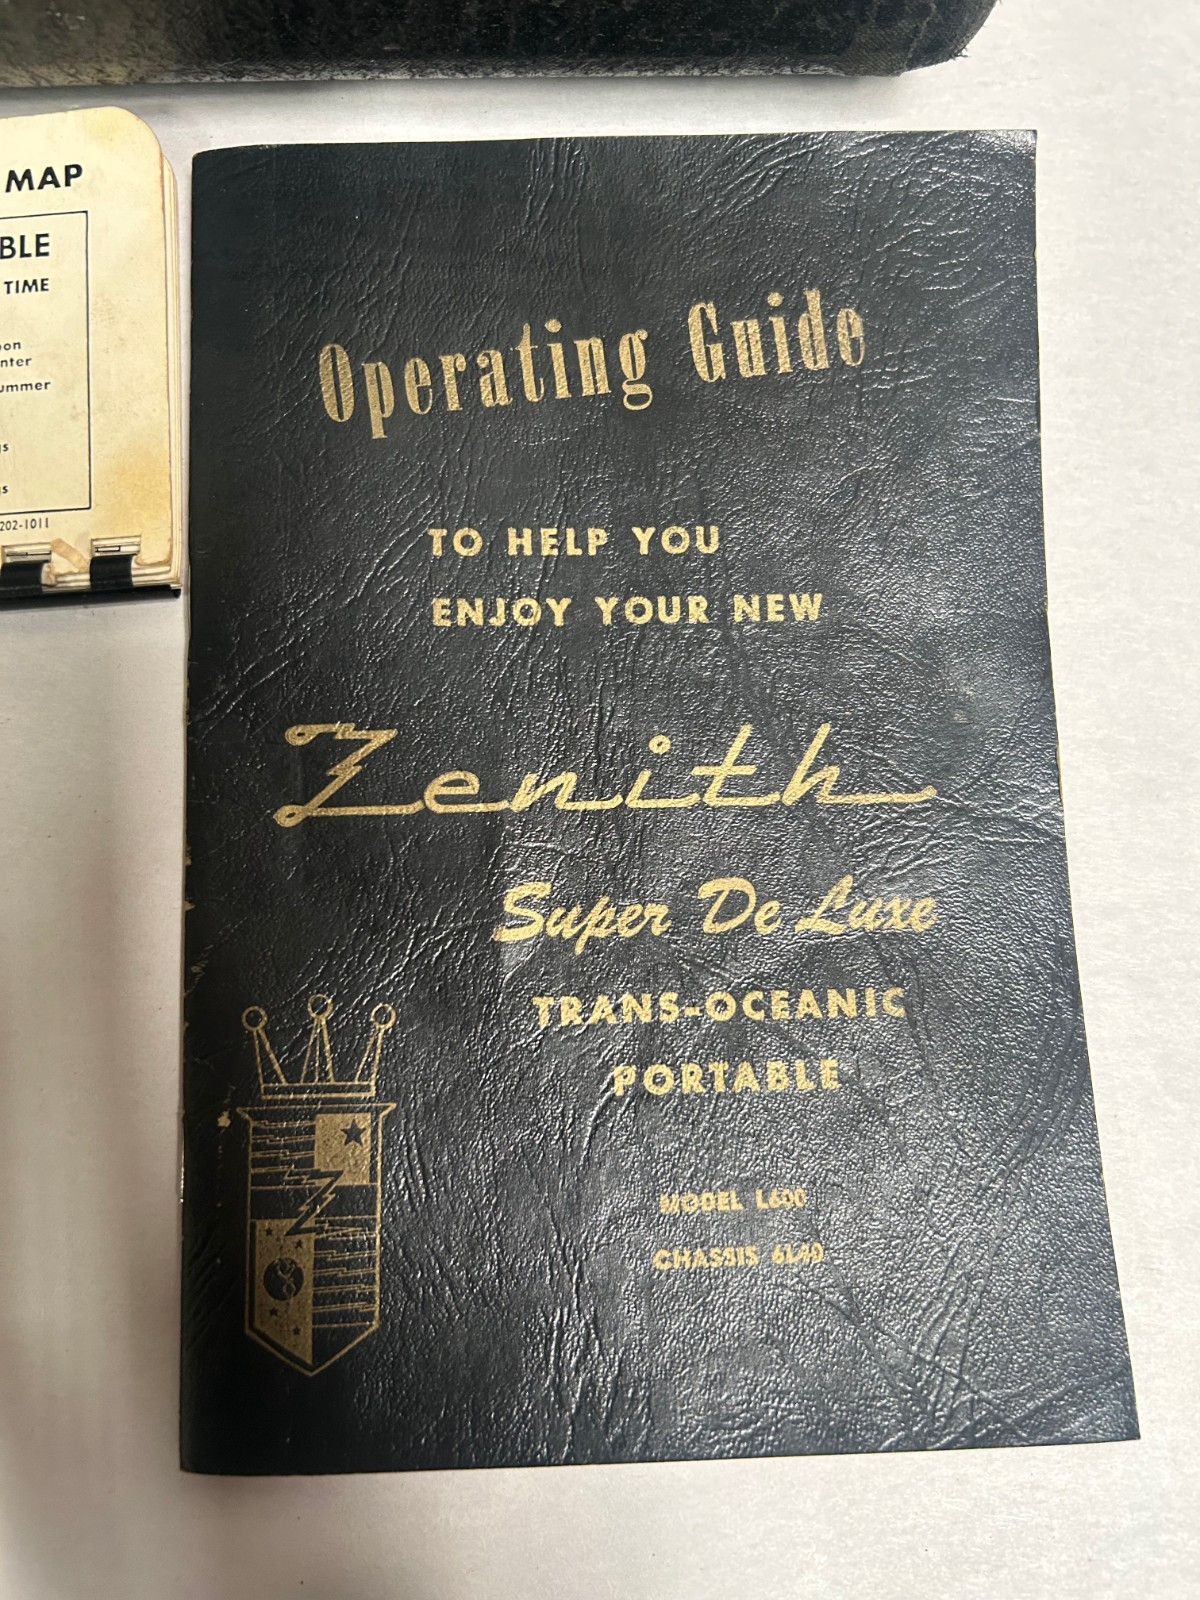 MAP
BLE
TIME
nter
ummer
202-1011
Operating Guide
TO HELP YOU
ENJOY YOUR NEW
Zenith
Super De Luxe
TRANS-OCEANIC
PORTABLE
MODEL L600
CHASSIS 6L40